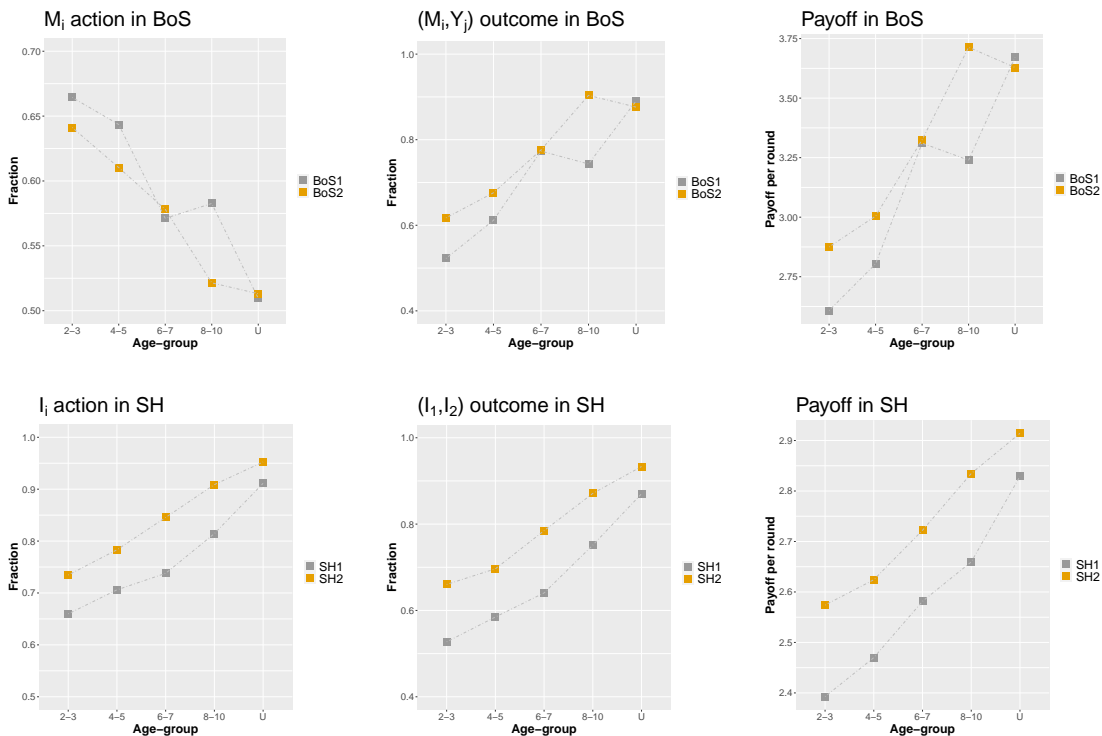 M_i action in BoS
0.70
0.65
0.60
0.55
0.50
Fraction
2−3
4−5
6−7
8−10
U
Age−group
BoS1
BoS2
(M_i,Y_j) outcome in BoS
1.0
0.8
0.6
0.4
Fraction
2−3
4−5
6−7
8−10
U
Age−group
BoS1
BoS2
Payoff in BoS
3.75
3.50
3.25
3.00
2.75
Payoff per round
2−3
4−5
6−7
8−10
U
Age−group
BoS1
BoS2
I_i action in SH
1.0
0.9
0.8
0.7
0.6
0.5
Fraction
2−3
4−5
6−7
8−10
U
Age−group
SH1
SH2
(I_1,I_2) outcome in SH
1.0
0.8
0.6
0.4
Fraction
2−3
4−5
6−7
8−10
U
Age−group
SH1
SH2
Payoff in SH
2.9
2.8
2.7
2.6
2.5
2.4
Payoff per round
2−3
4−5
6−7
8−10
U
Age−group
SH1
SH2